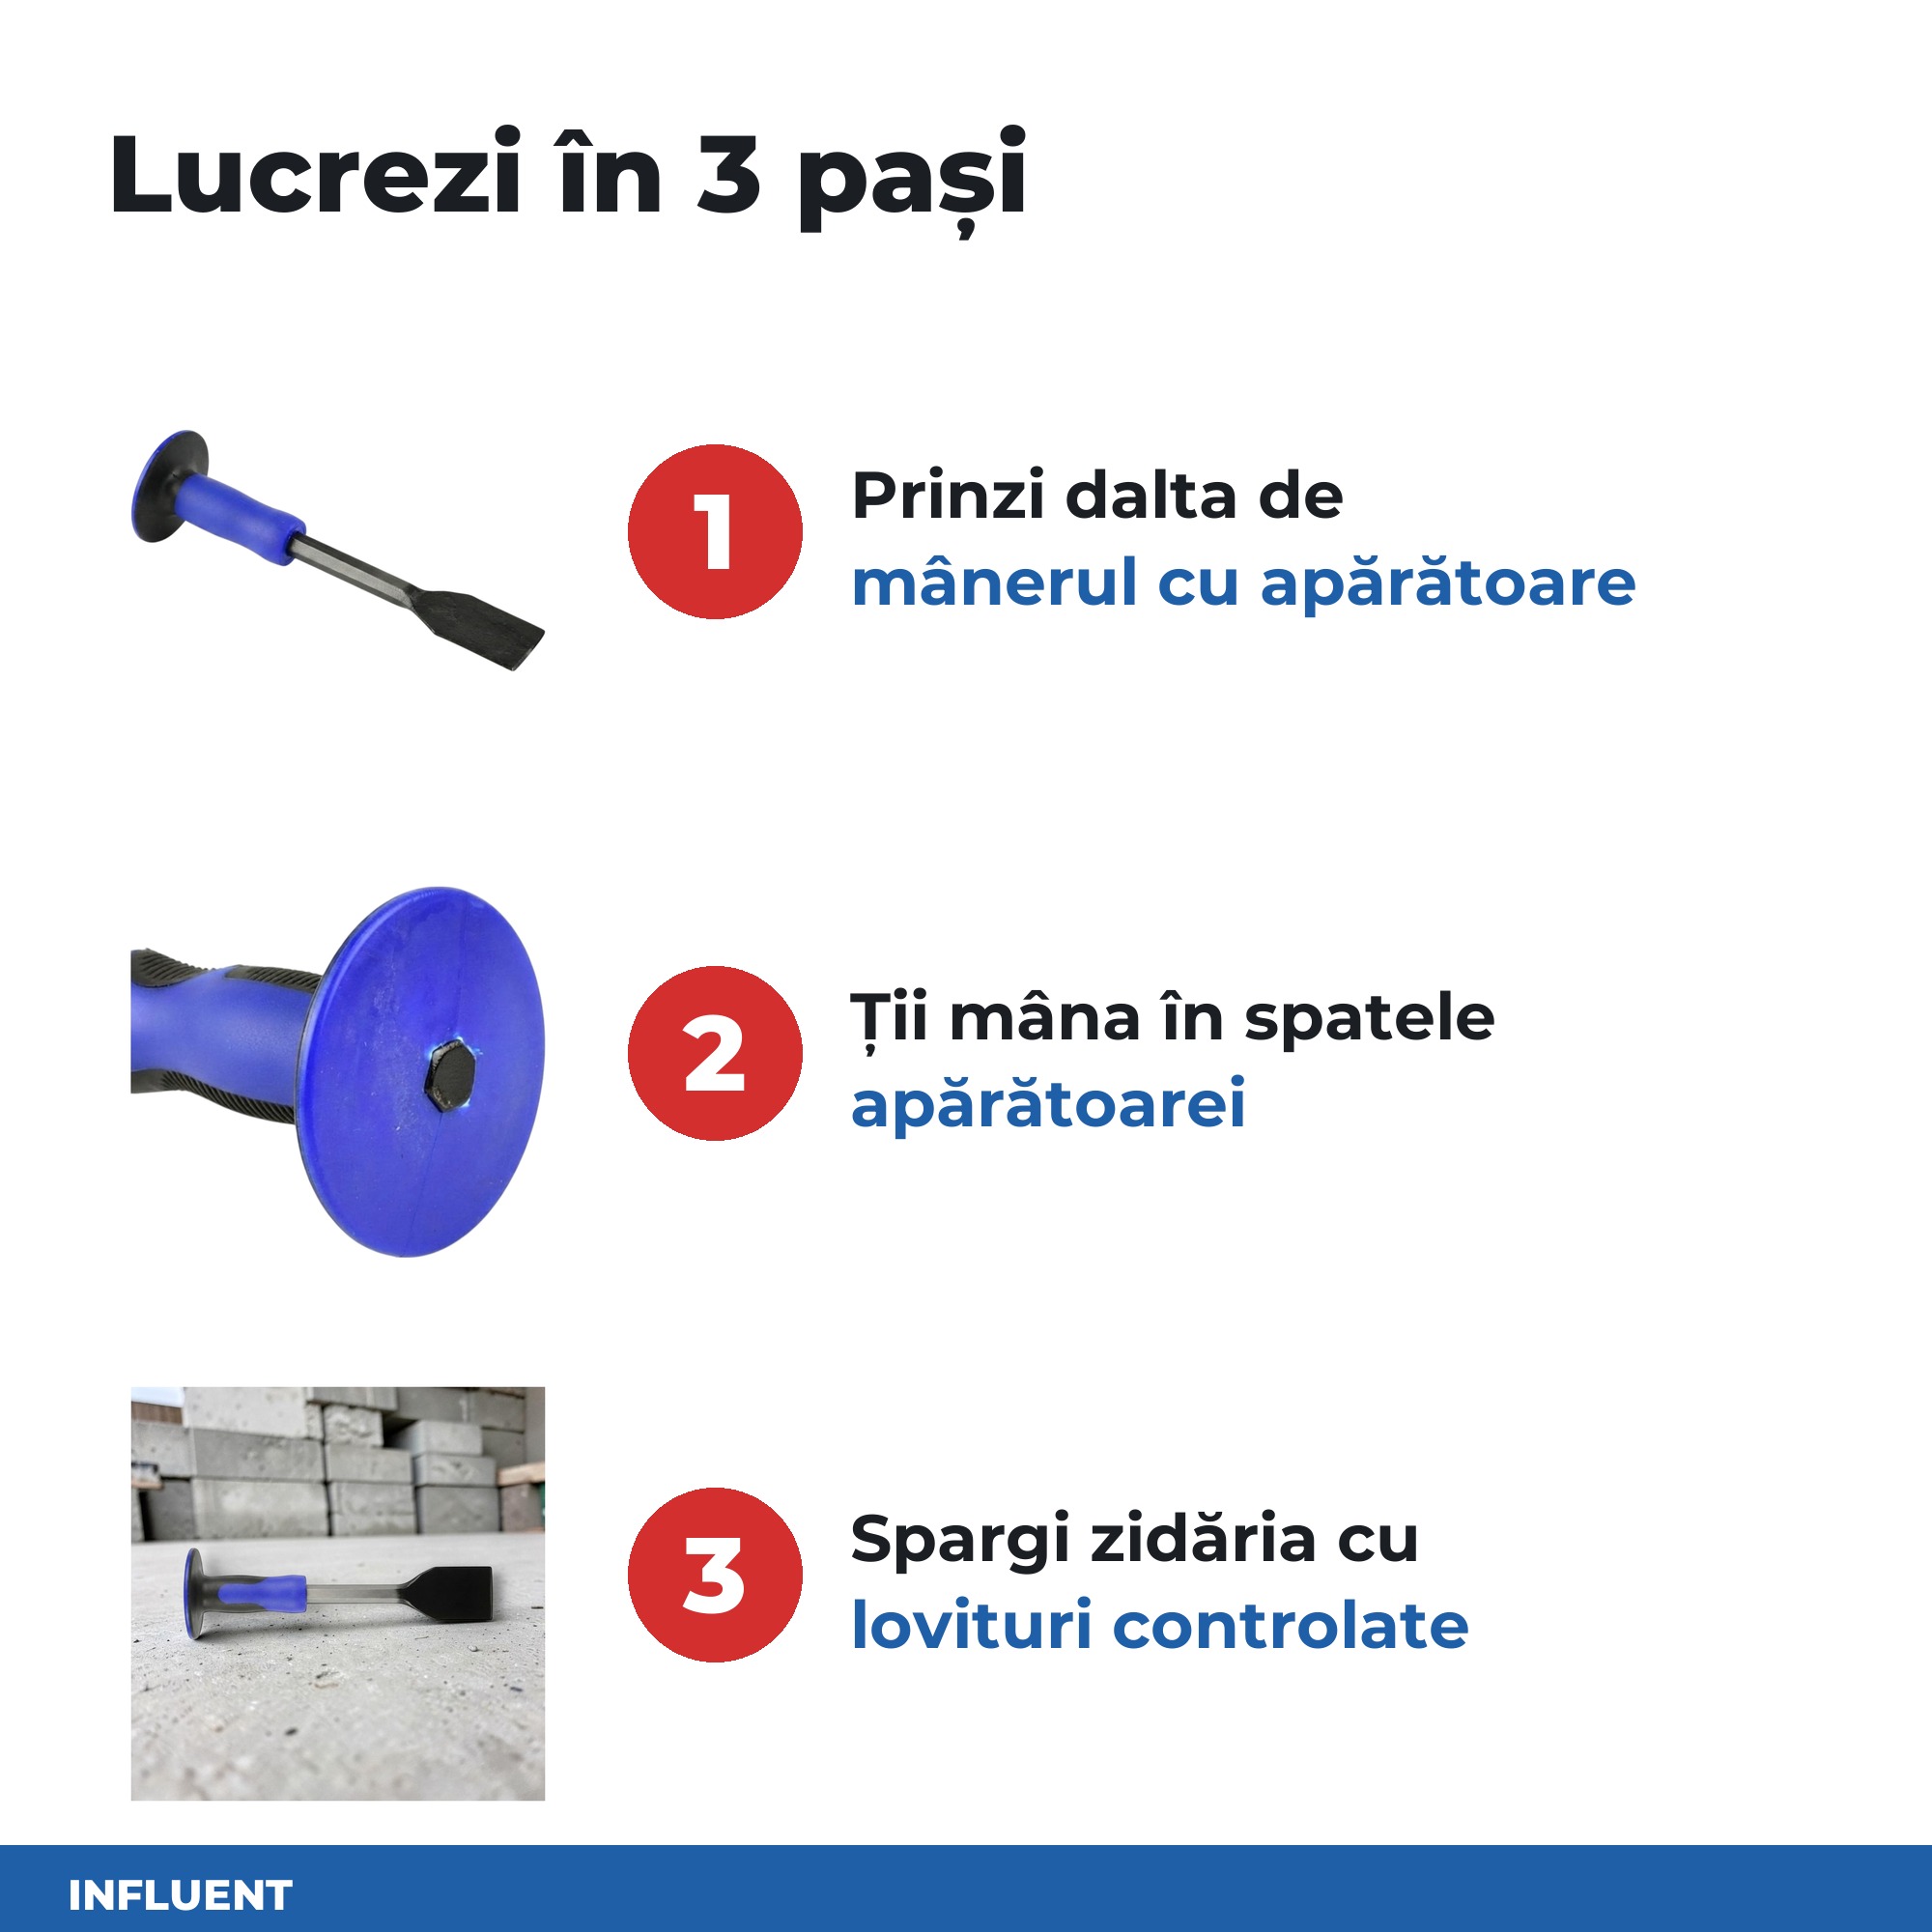 Lucrezi în 3 pași
1
Prinzi dalta de
mânerul cu apărătoare
2
Ții mâna în spatele
apărătoarei
3
Spargi zidăria cu
lovituri controlate
INFLUENT